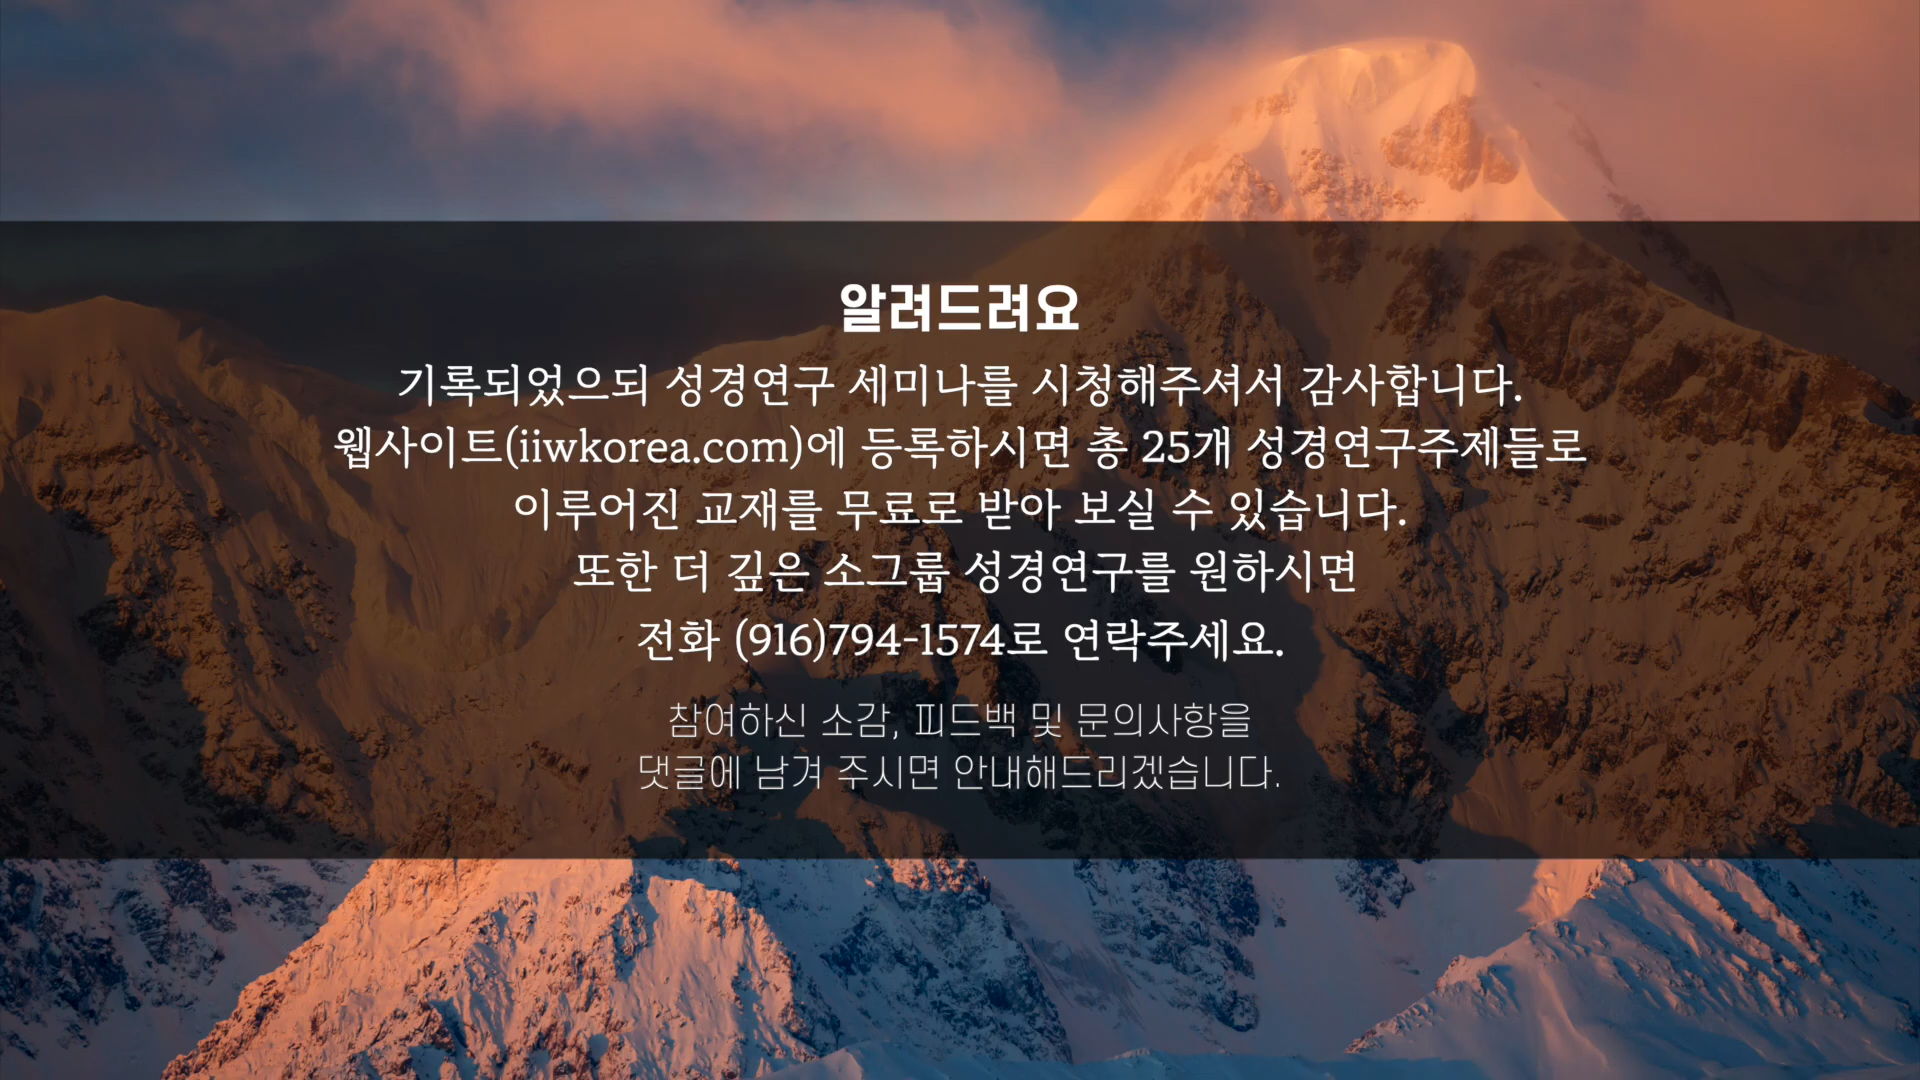 알려드려요
기록되었으되 성경연구 세미나를 시청해주셔서 감사합니다.
웹사이트(iiwkorea.com)에 등록하시면 총 25개 성경연구주제들로
이루어진 교재를 무료로 받아 보실 수 있습니다.
또한 더 깊은 소그룹 성경연구를 원하시면
전화 (916)794-1574로 연락주세요.
참여하신 소감, 피드백 및 문의사항을
댓글에 남겨 주시면 안내해드리겠습니다.